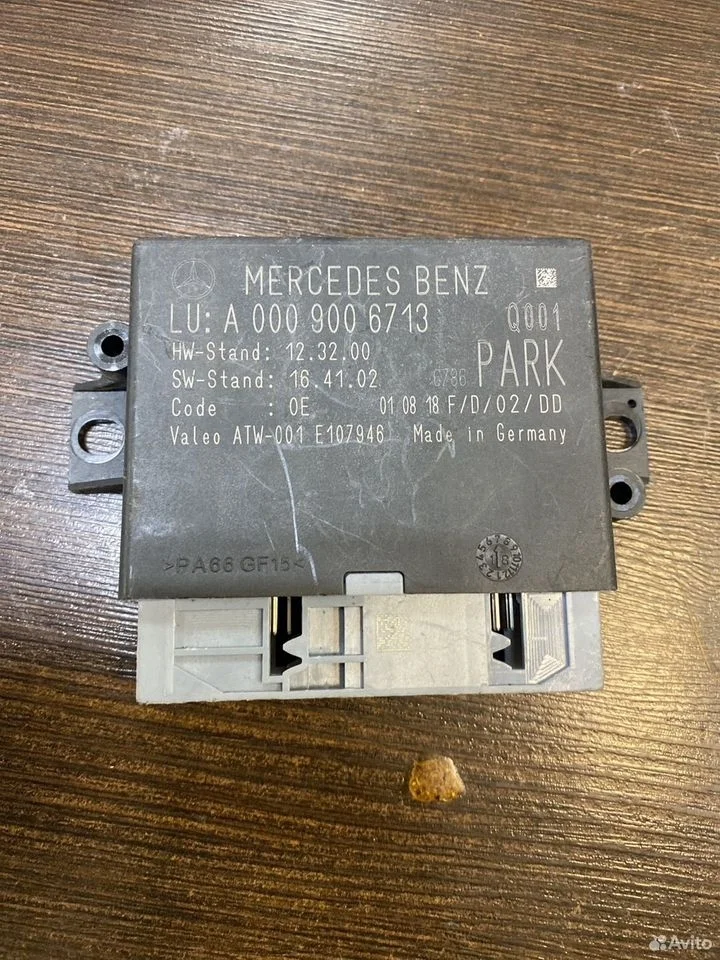 MERCEDES BENZ
LU: A 000 900 6713 Q001
HW-Stand: 12.32.00
SW-Stand: 16.41.02 PARK
Code : 0E 01 08 18 F/D/02/DD
Valeo ATW-001 E107946 Made in Germany
>PA66 GF15<
Avito